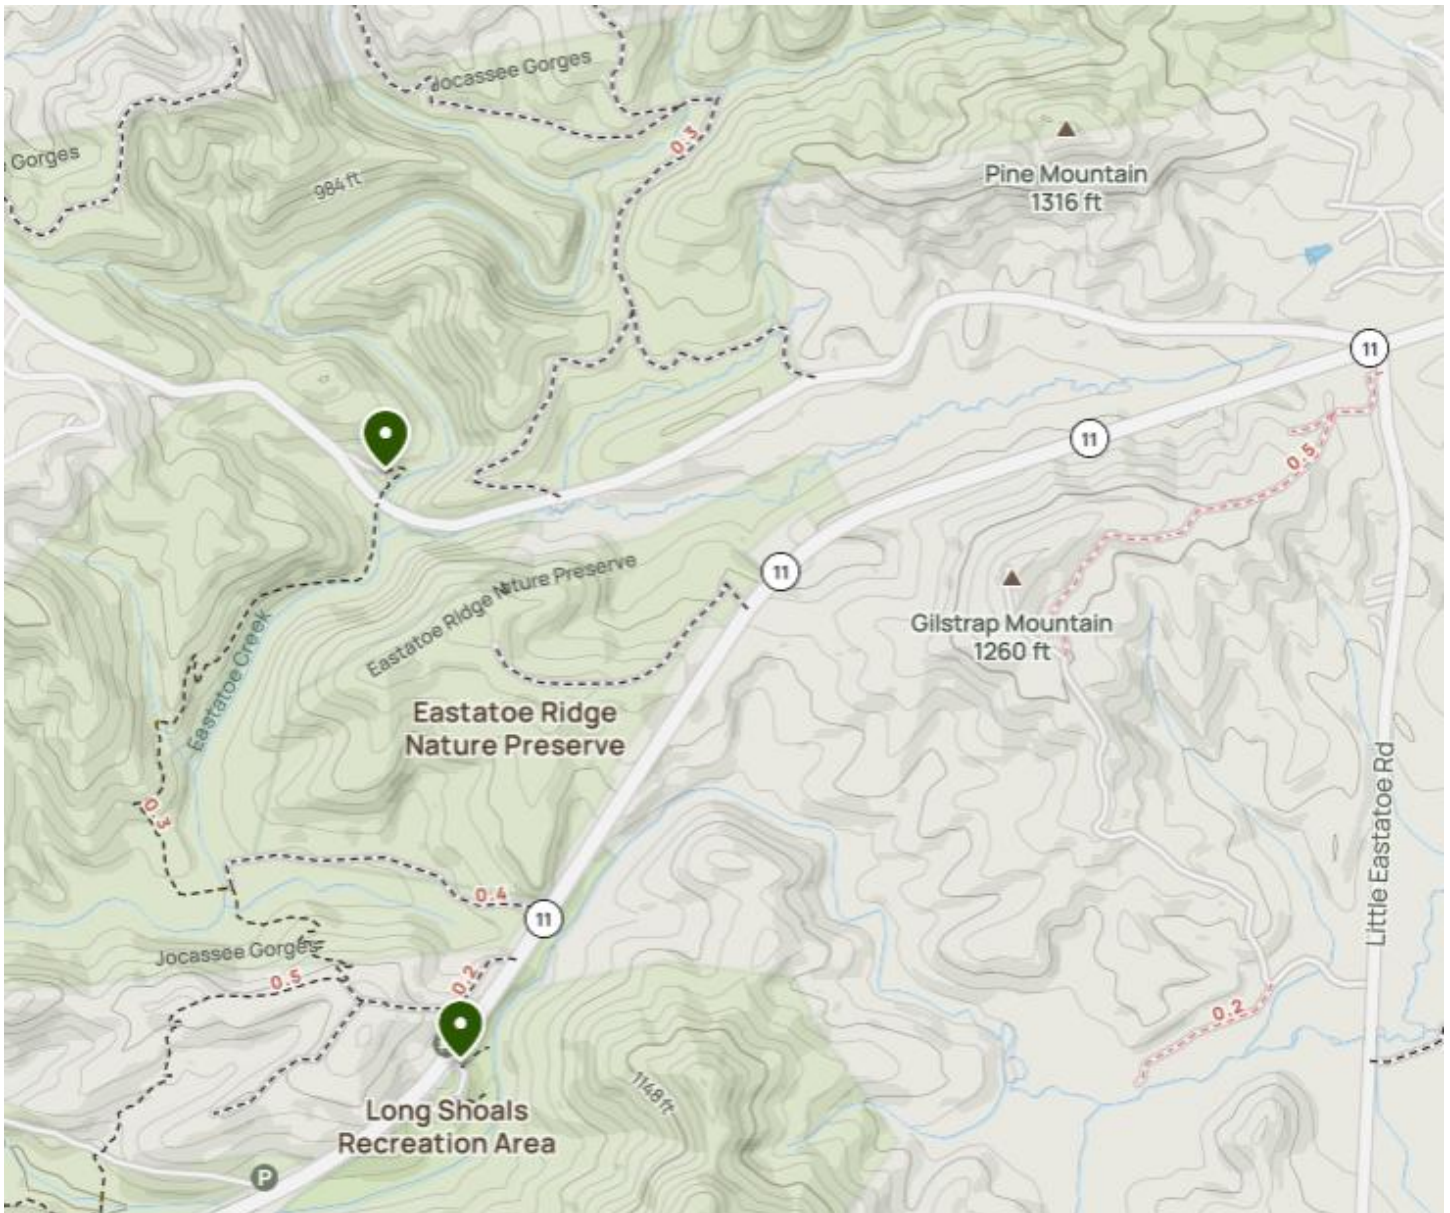 Jocassee Gorges
Gorges
984 ft
0.3
Pine Mountain
1316 ft
11
11
0.5
11
Eastatoe Ridge Nature Preserve
Gilstrap Mountain
1260 ft
Eastatoe Creek
Eastatoe Ridge
Nature Preserve
0.3
Little Eastatoe Rd
0.4
11
Jocassee Gorges
0.5
0.2
0.2
1148 ft
Long Shoals
Recreation Area
P